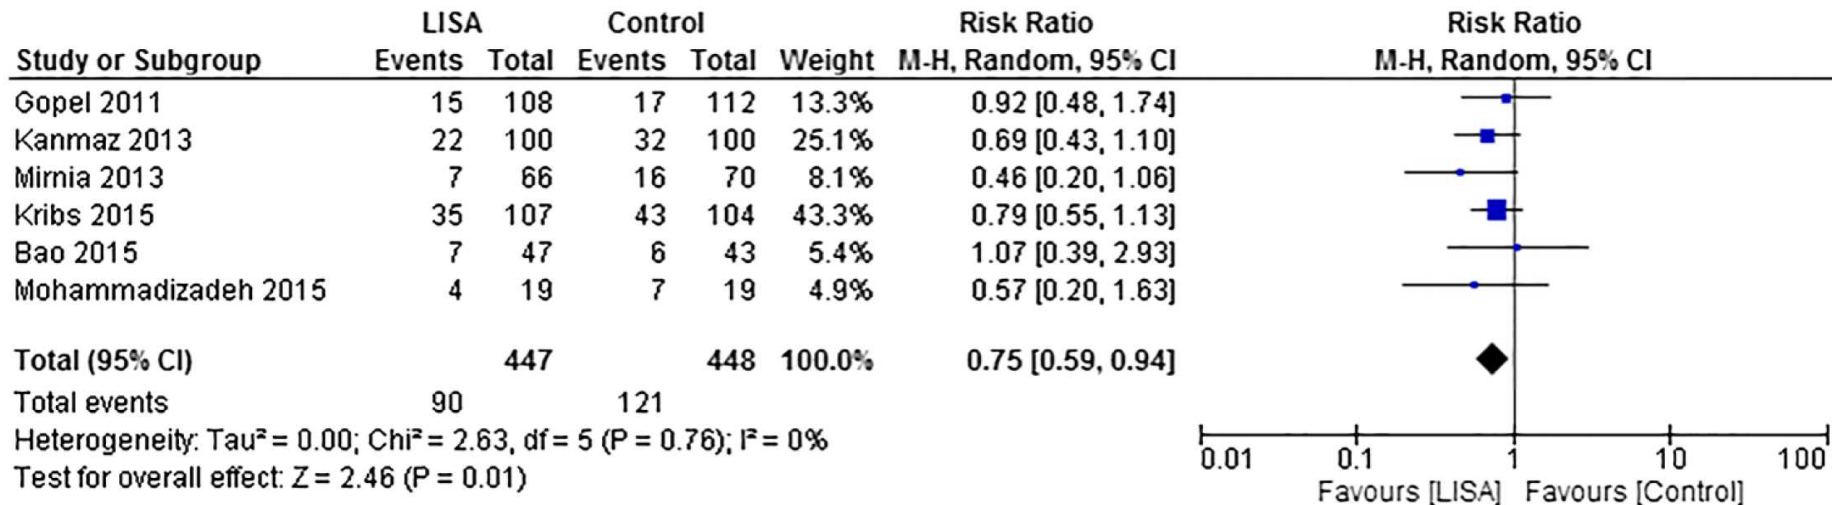 LISA Control Risk Ratio Risk Ratio
Study or Subgroup Events Total Events Total Weight M-H, Random, 95% CI M-H, Random, 95% CI
Gopel 2011 15 108 17 112 13.3% 0.92 [0.48, 1.74]
Kanmaz 2013 22 100 32 100 25.1% 0.69 [0.43, 1.10]
Mirnia 2013 7 66 16 70 8.1% 0.46 [0.20, 1.06]
Kribs 2015 35 107 43 104 43.3% 0.79 [0.55, 1.13]
Bao 2015 7 47 6 43 5.4% 1.07 [0.39, 2.93]
Mohammadizadeh 2015 4 19 7 19 4.9% 0.57 [0.20, 1.63]
Total (95% CI) 447 448 100.0% 0.75 [0.59, 0.94]
Total events 90 121
Heterogeneity: Tau² = 0.00; Chi² = 2.63, df = 5 (P = 0.76); I² = 0%
Test for overall effect: Z = 2.46 (P = 0.01)
0.01 0.1 1 10 100
Favours [LISA] Favours [Control]